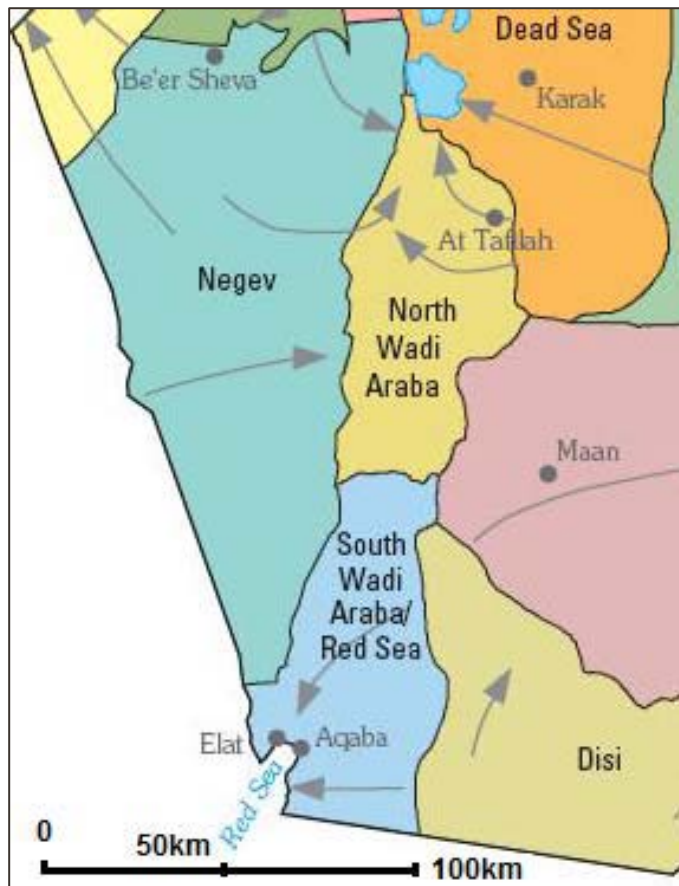 Dead Sea
Be'er Sheva
Karak
At Tafilah
Negev
North
Wadi
Araba
Maan
South
Wadi
Araba/
Red Sea
Elat
Aqaba
Disi
Red Sea
0
50km
100km